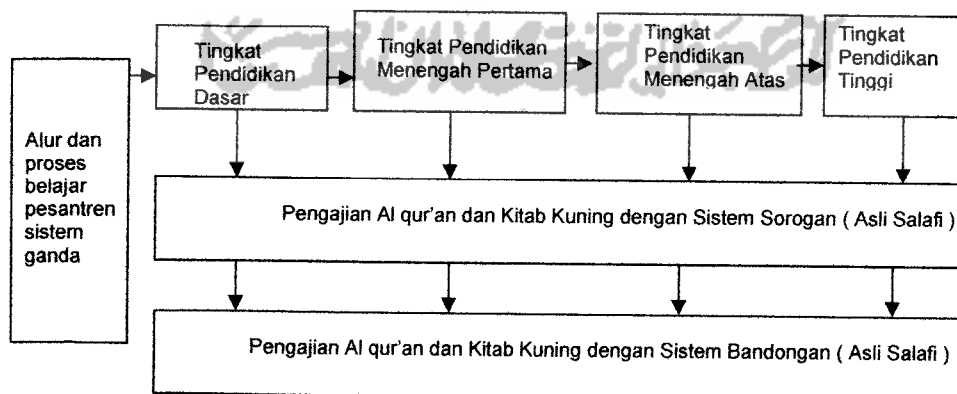 Alur dan
proses
belajar
pesantren
sistem
ganda
Tingkat
Pendidikan
Dasar
Tingkat Pendidikan
Menengah Pertama
Tingkat
Pendidikan
Menengah Atas
Tingkat
Pendidikan
Tinggi
Pengajian Al qur'an dan Kitab Kuning dengan Sistem Sorogan ( Asli Salafi )
Pengajian Al qur'an dan Kitab Kuning dengan Sistem Bandongan ( Asli Salafi )